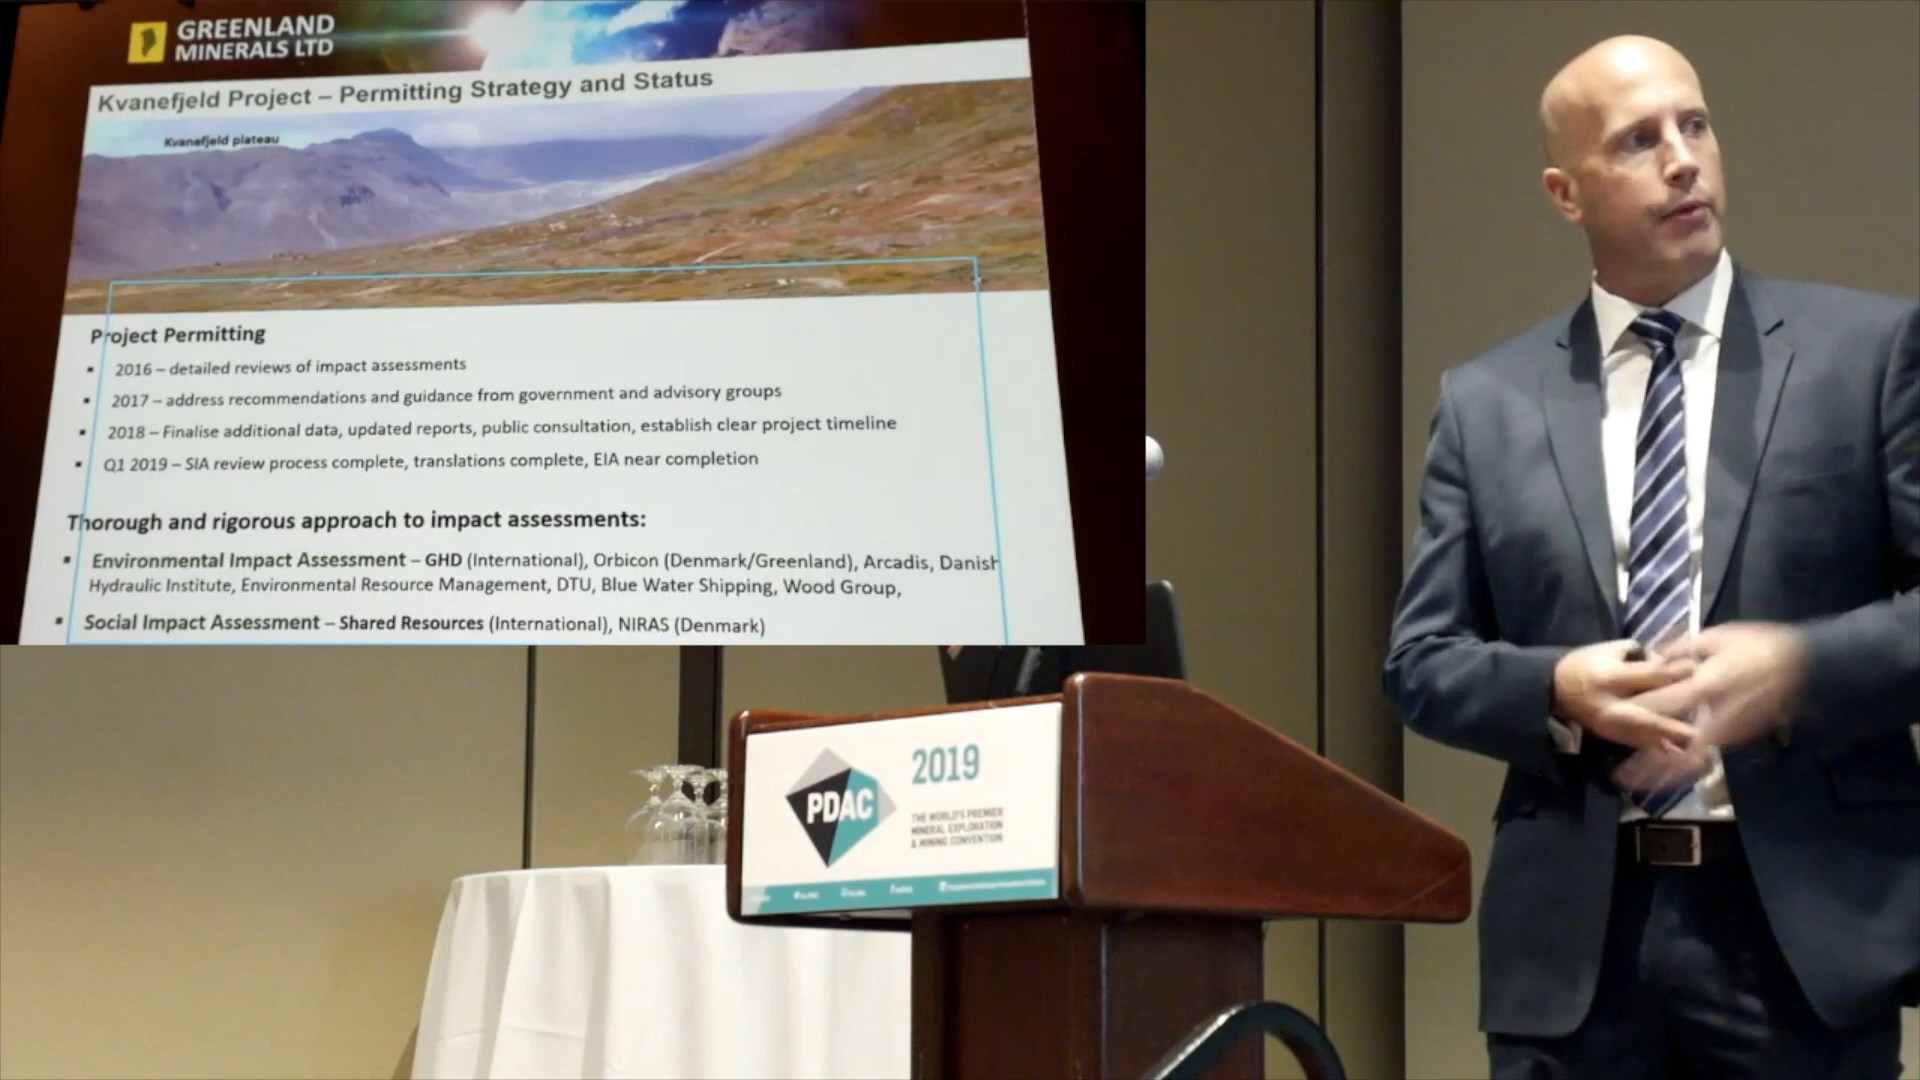 GREENLAND
MINERALS LTD
Kvanefjeld Project – Permitting Strategy and Status
Kvanefjeld plateau
Project Permitting
▪ 2016 – detailed reviews of impact assessments
▪ 2017 – address recommendations and guidance from government and advisory groups
▪ 2018 – Finalise additional data, updated reports, public consultation, establish clear project timeline
▪ Q1 2019 – SIA review process complete, translations complete, EIA near completion
Thorough and rigorous approach to impact assessments:
▪ Environmental Impact Assessment – GHD (International), Orbicon (Denmark/Greenland), Arcadis, Danish
Hydraulic Institute, Environmental Resource Management, DTU, Blue Water Shipping, Wood Group,
▪ Social Impact Assessment – Shared Resources (International), NIRAS (Denmark)
PDAC
2019
THE WORLD'S PREMIER
MINERAL EXPLORATION
& MINING CONVENTION